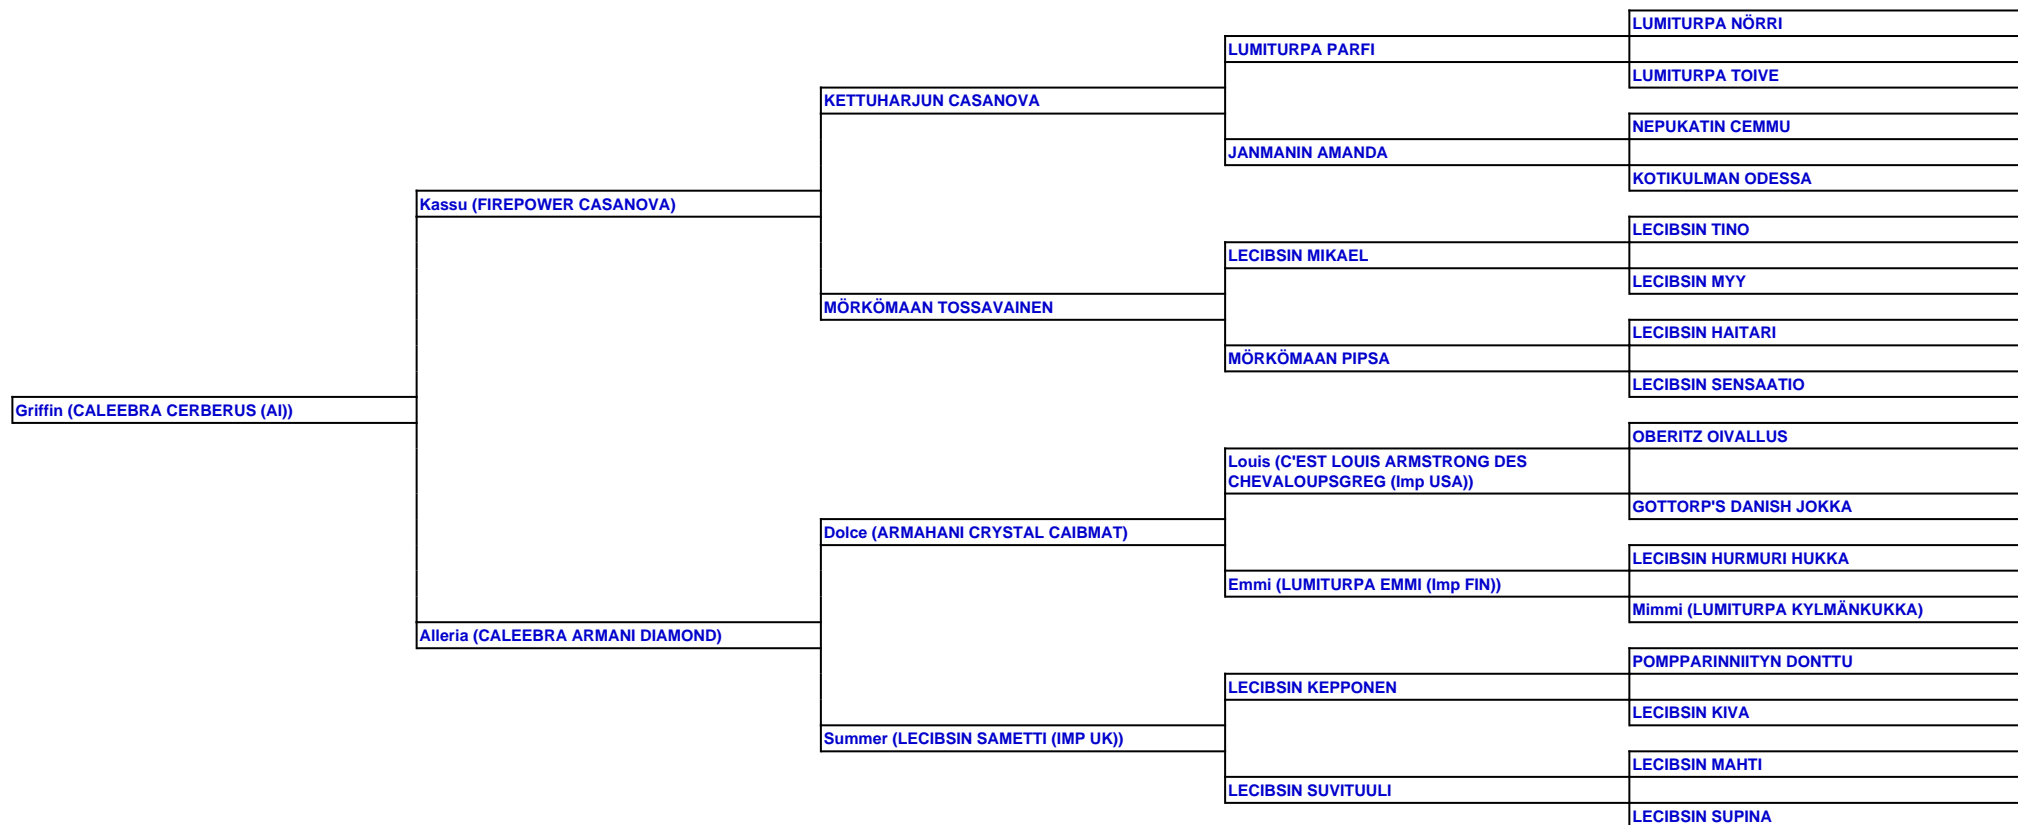 LUMITURPA NÖRRI
LUMITURPA PARFI
LUMITURPA TOIVE
KETTUHARJUN CASANOVA
NEPUKATIN CEMMU
JANMANIN AMANDA
KOTIKULMAN ODESSA
Kassu (FIREPOWER CASANOVA)
LECIBSIN TINO
LECIBSIN MIKAEL
LECIBSIN MYY
MÖRKÖMAAN TOSSAVAINEN
LECIBSIN HAITARI
MÖRKÖMAAN PIPSA
LECIBSIN SENSAATIO
Griffin (CALEEBRA CERBERUS (AI))
OBERITZ OIVALLUS
Louis (C'EST LOUIS ARMSTRONG DES
CHEVALOUPSGREG (Imp USA))
GOTTORP'S DANISH JOKKA
Dolce (ARMAHANI CRYSTAL CAIBMAT)
LECIBSIN HURMURI HUKKA
Emmi (LUMITURPA EMMI (Imp FIN))
Mimmi (LUMITURPA KYLMÄNKUKKA)
Alleria (CALEEBRA ARMANI DIAMOND)
POMPPARINNIITYN DONTTU
LECIBSIN KEPPONEN
LECIBSIN KIVA
Summer (LECIBSIN SAMETTI (IMP UK))
LECIBSIN MAHTI
LECIBSIN SUVITUULI
LECIBSIN SUPINA